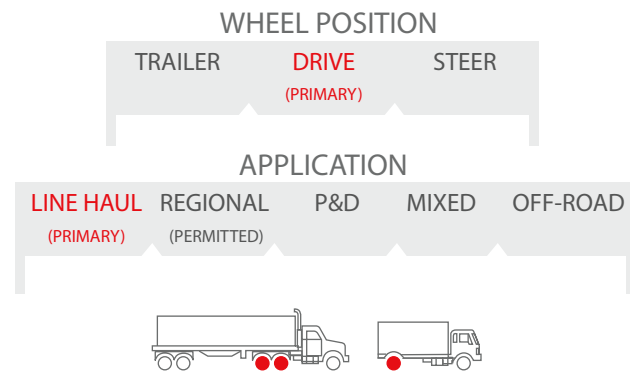 WHEEL POSITION
TRAILER DRIVE STEER
(PRIMARY)
APPLICATION
LINE HAUL REGIONAL P&D MIXED OFF-ROAD
(PRIMARY) (PERMITTED)